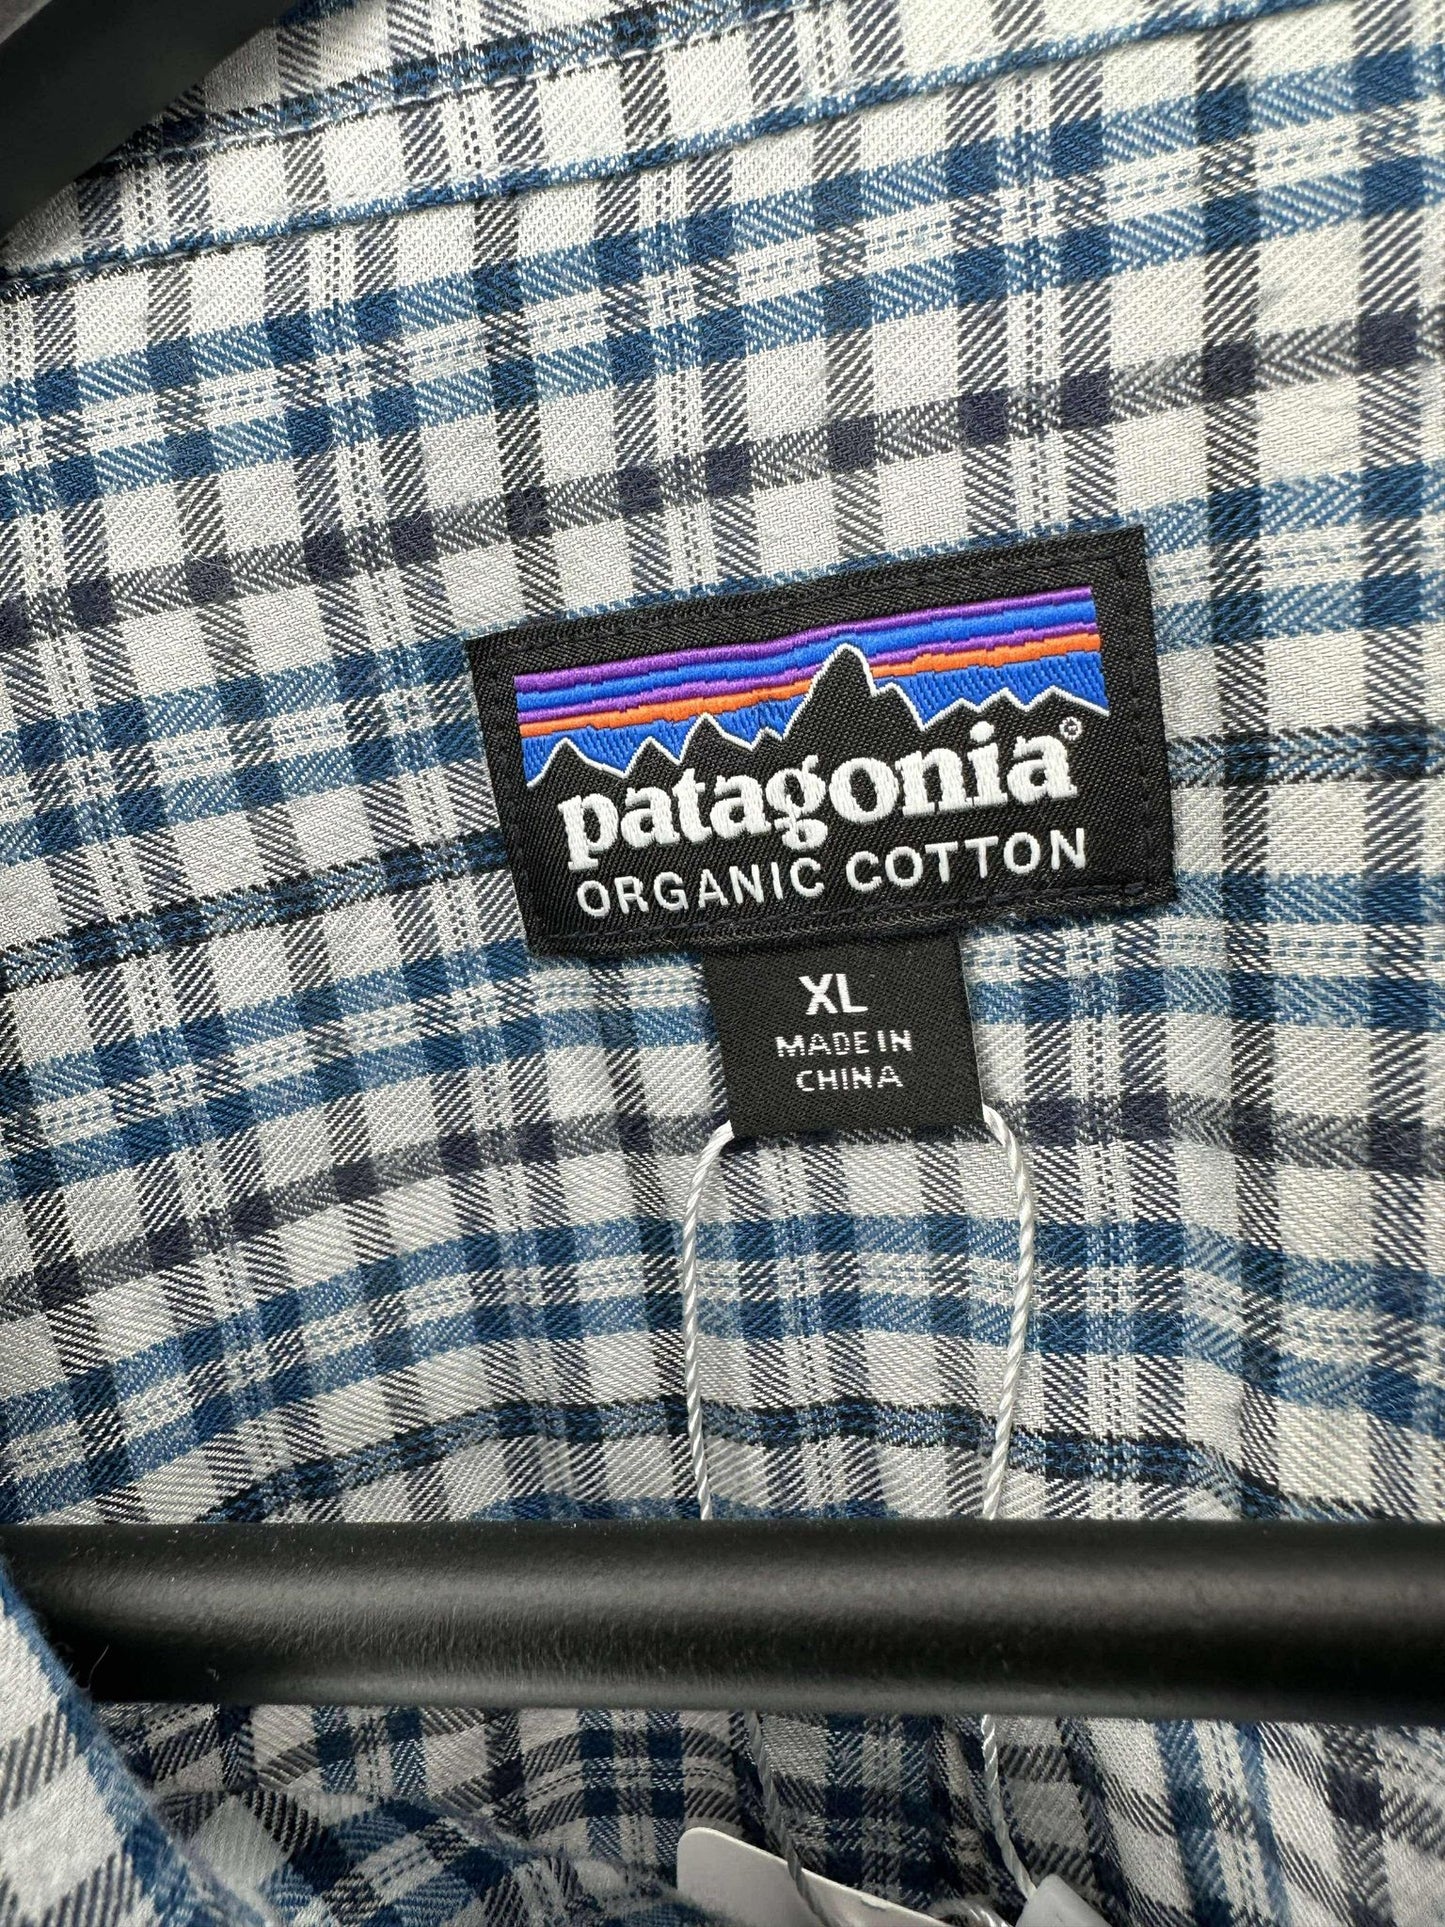 patagonia®
ORGANIC COTTON
XL
MADE IN
CHINA